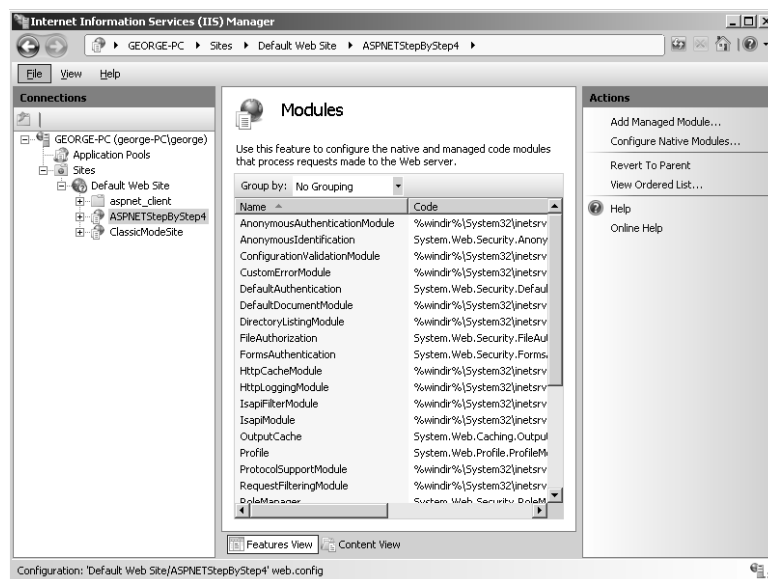 Internet Information Services (IIS) Manager
GEORGE-PC ▸ Sites ▸ Default Web Site ▸ ASPNETStepByStep4 ▸
File View Help
Connections
GEORGE-PC (george-PC\george)
Application Pools
Sites
Default Web Site
aspnet_client
ASPNETStepByStep4
ClassicModeSite
Modules
Use this feature to configure the native and managed code modules
that process requests made to the Web server.
Group by: No Grouping
Name Code
AnonymousAuthenticationModule %windir%\System32\inetsrv
AnonymousIdentification System.Web.Security.Anony
ConfigurationValidationModule %windir%\System32\inetsrv
CustomErrorModule %windir%\System32\inetsrv
DefaultAuthentication System.Web.Security.Defaul
DefaultDocumentModule %windir%\System32\inetsrv
DirectoryListingModule %windir%\System32\inetsrv
FileAuthorization System.Web.Security.FileAu
FormsAuthentication System.Web.Security.Forms
HttpCacheModule %windir%\System32\inetsrv
HttpLoggingModule %windir%\System32\inetsrv
IsapiFilterModule %windir%\System32\inetsrv
IsapiModule %windir%\System32\inetsrv
OutputCache System.Web.Caching.Outpu
Profile System.Web.Profile.ProfileM
ProtocolSupportModule %windir%\System32\inetsrv
RequestFilteringModule %windir%\System32\inetsrv
RoleManager System.Web.Security.RoleM
Features View Content View
Actions
Add Managed Module...
Configure Native Modules...
Revert To Parent
View Ordered List...
Help
Online Help
Configuration: 'Default Web Site/ASPNETStepByStep4' web.config